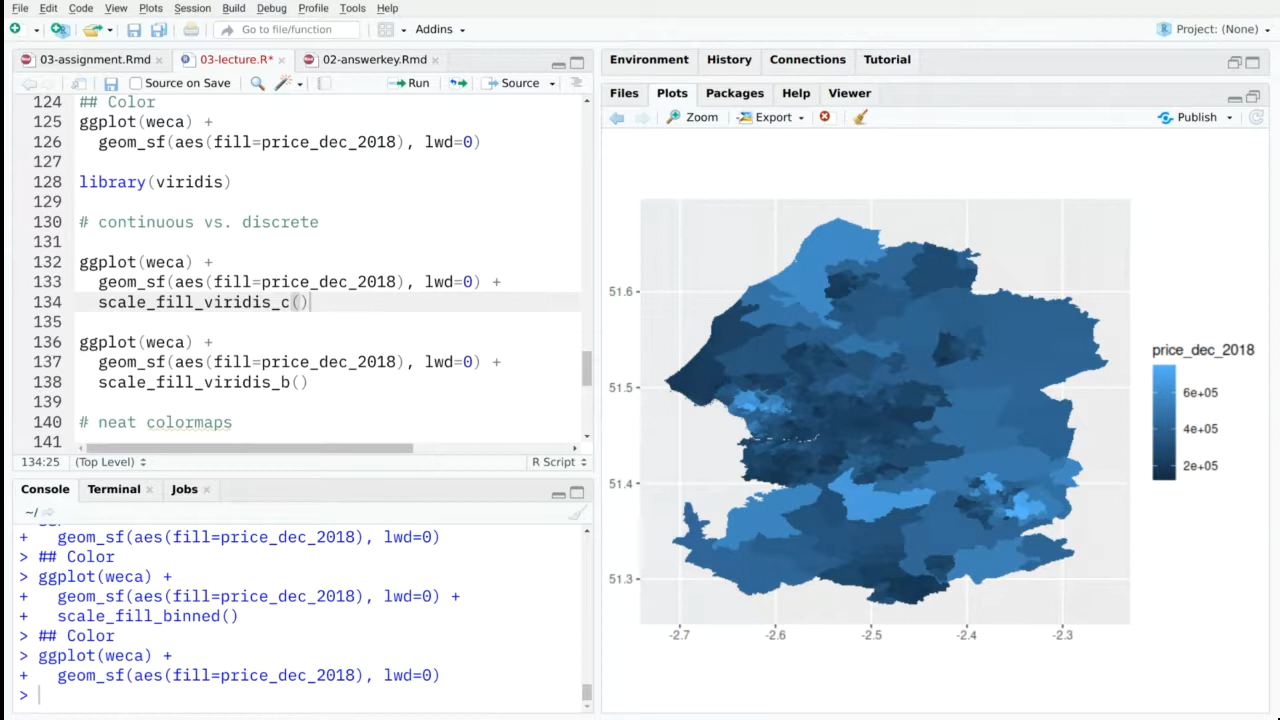 File Edit Code View Plots Session Build Debug Profile Tools Help
Go to file/function Addins Project: (None)
03-assignment.Rmd 03-lecture.R* 02-answerkey.Rmd
Source on Save Run Source
124 ## Color
125 ggplot(weca) +
126 geom_sf(aes(fill=price_dec_2018), lwd=0)
127
128 library(viridis)
129
130 # continuous vs. discrete
131
132 ggplot(weca) +
133 geom_sf(aes(fill=price_dec_2018), lwd=0) +
134 scale_fill_viridis_c()
135
136 ggplot(weca) +
137 geom_sf(aes(fill=price_dec_2018), lwd=0) +
138 scale_fill_viridis_b()
139
140 # neat colormaps
141
134:25 (Top Level) R Script
Console Terminal Jobs
~/
+ geom_sf(aes(fill=price_dec_2018), lwd=0)
> ## Color
> ggplot(weca) +
+ geom_sf(aes(fill=price_dec_2018), lwd=0) +
+ scale_fill_binned()
> ## Color
> ggplot(weca) +
+ geom_sf(aes(fill=price_dec_2018), lwd=0)
>
Environment History Connections Tutorial
Files Plots Packages Help Viewer
Zoom Export Publish
51.6
51.5
51.4
51.3
-2.7 -2.6 -2.5 -2.4 -2.3
price_dec_2018
6e+05
4e+05
2e+05